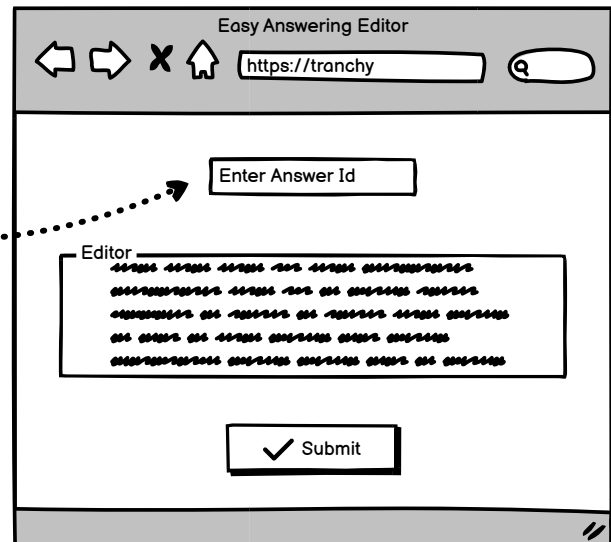 Easy Answering Editor
https://tranchy
Enter Answer Id
Editor
Submit